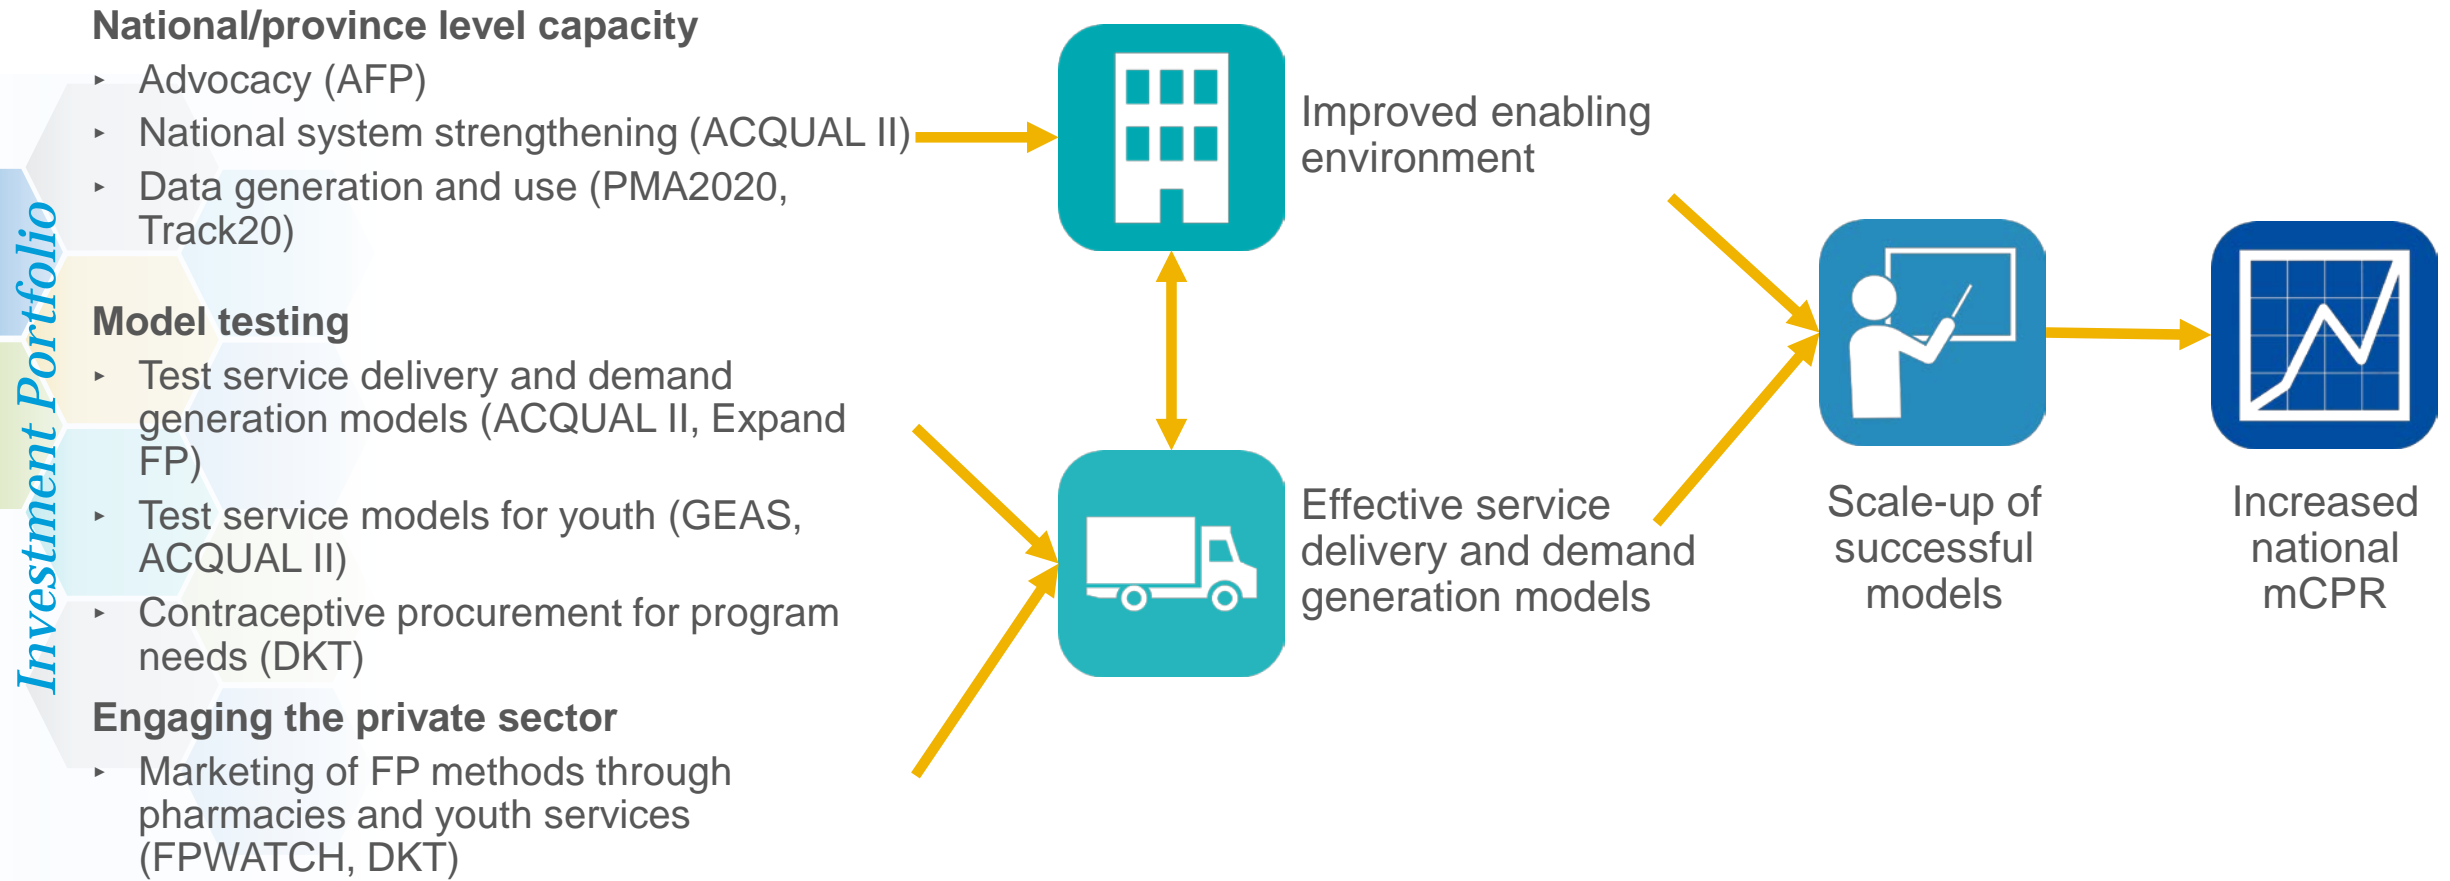 Investment Portfolio
National/province level capacity
‣ Advocacy (AFP)
‣ National system strengthening (ACQUAL II)
‣ Data generation and use (PMA2020,
Track20)
Model testing
‣ Test service delivery and demand
generation models (ACQUAL II, Expand
FP)
‣ Test service models for youth (GEAS,
ACQUAL II)
‣ Contraceptive procurement for program
needs (DKT)
Engaging the private sector
‣ Marketing of FP methods through
pharmacies and youth services
(FPWATCH, DKT)
Improved enabling
environment
Effective service
delivery and demand
generation models
Scale-up of
successful
models
Increased
national
mCPR